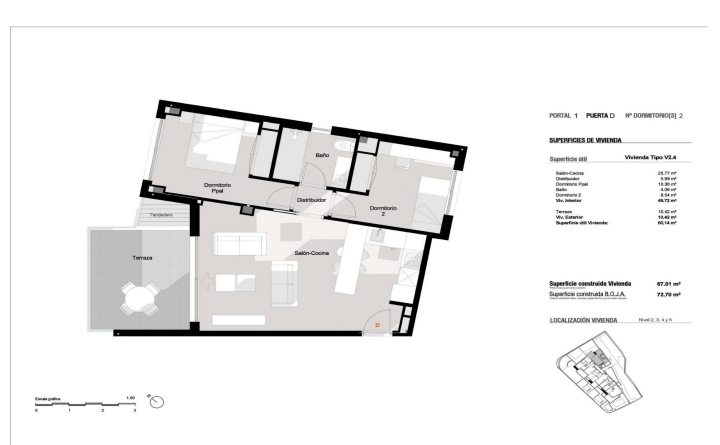 PORTAL 1 PUERTA D Nº DORMITORIO[S] 2
SUPERFICIES DE VIVIENDA
Superficie útil Vivienda Tipo V2.4
Salón-Cocina 25.77 m²
Distribuidor 0.99 m²
Dormitorio Ppal 10.36 m²
Baño 4.06 m²
Dormitorio 2 8.54 m²
Viv. Interior 49,72 m²
Terraza 10,42 m²
Viv. Exterior 10,42 m²
Superficie útil Vivienda: 60,14 m²
Superficie construida Vivienda 67.01 m²
Superficie construida B.O.J.A. 72.70 m²
LOCALIZACIÓN VIVIENDA Nivel 2, 3, 4 y 5
Baño
Dormitorio
Ppal
Distribuidor
Dormitorio
2
Tendedero
Terraza
Salón-Cocina
D
Escala gráfica 1.50
0 1 2 3
N